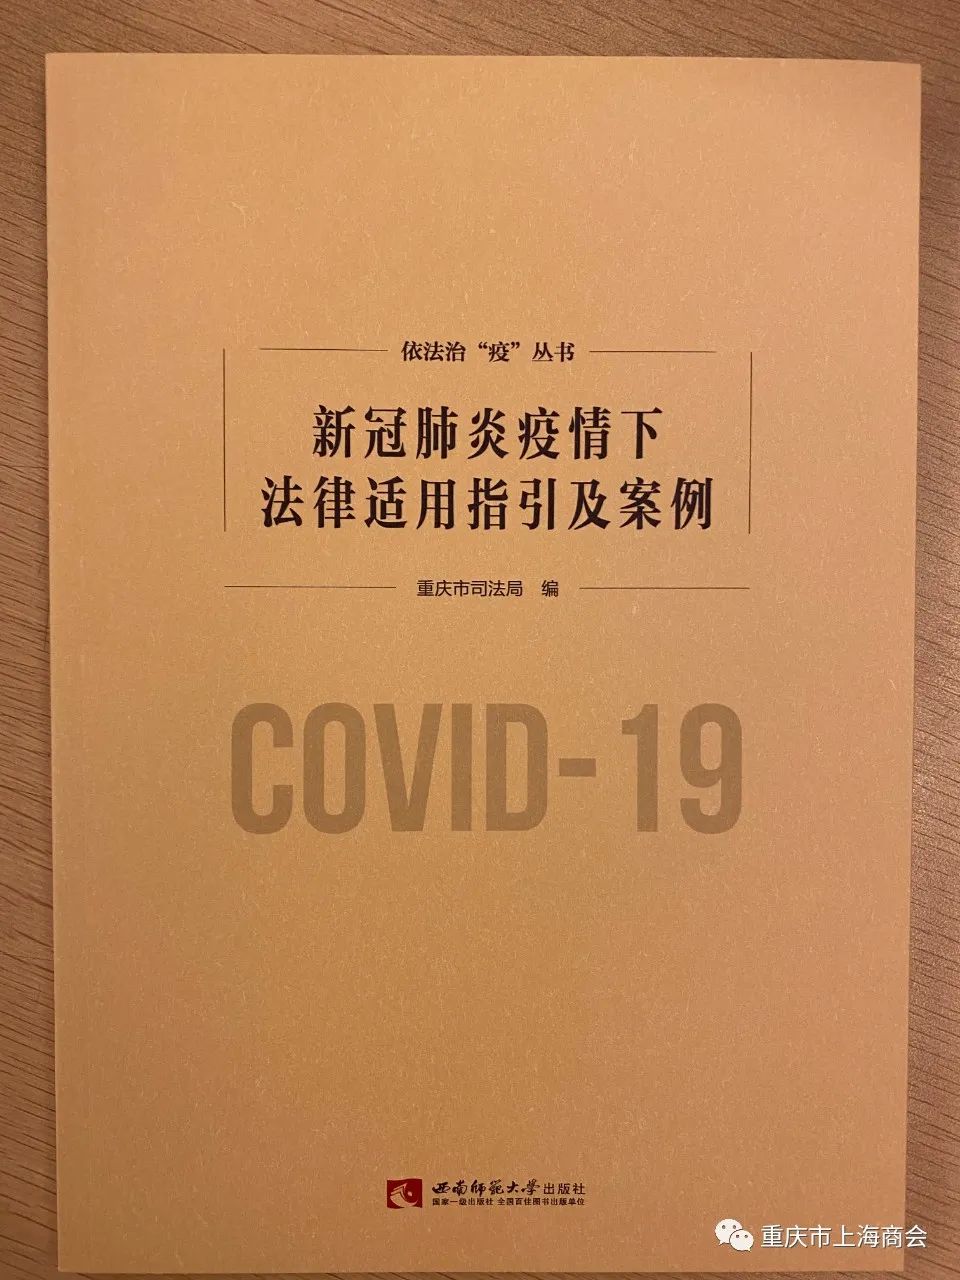 依法治“疫”丛书
新冠肺炎疫情下
法律适用指引及案例
重庆市司法局 编
COVID-19
西南师范大学出版社
国家一级出版社 全国百佳图书出版单位
重庆市上海商会